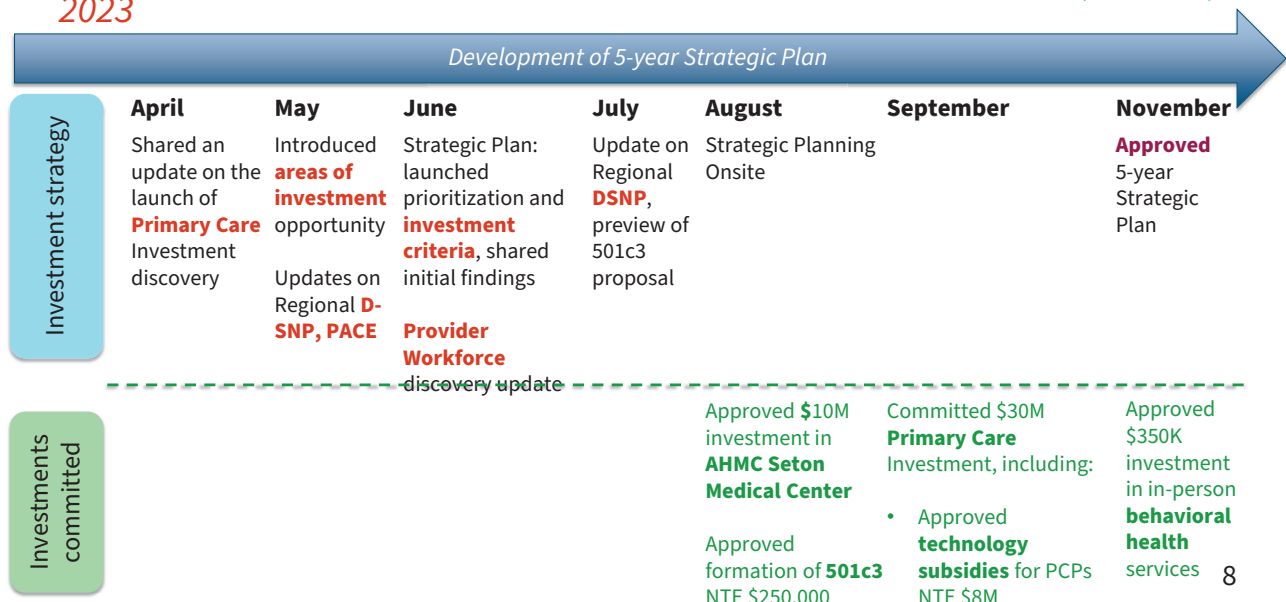 2023
Development of 5-year Strategic Plan
Investment strategy
April
Shared an
update on the
launch of
Primary Care
Investment
discovery
May
Introduced
areas of
investment
opportunity
Updates on
Regional D-
SNP, PACE
June
Strategic Plan:
launched
prioritization and
investment
criteria, shared
initial findings
Provider
Workforce
discovery update
July
Update on
Regional
DSNP,
preview of
501c3
proposal
August
Strategic Planning
Onsite
September
November
Approved
5-year
Strategic
Plan
Investments
committed
Approved $10M
investment in
AHMC Seton
Medical Center
Approved
formation of 501c3
NTE $250,000
Committed $30M
Primary Care
Investment, including:
• Approved
technology
subsidies for PCPs
NTE $8M
Approved
$350K
investment
in in-person
behavioral
health
services
8